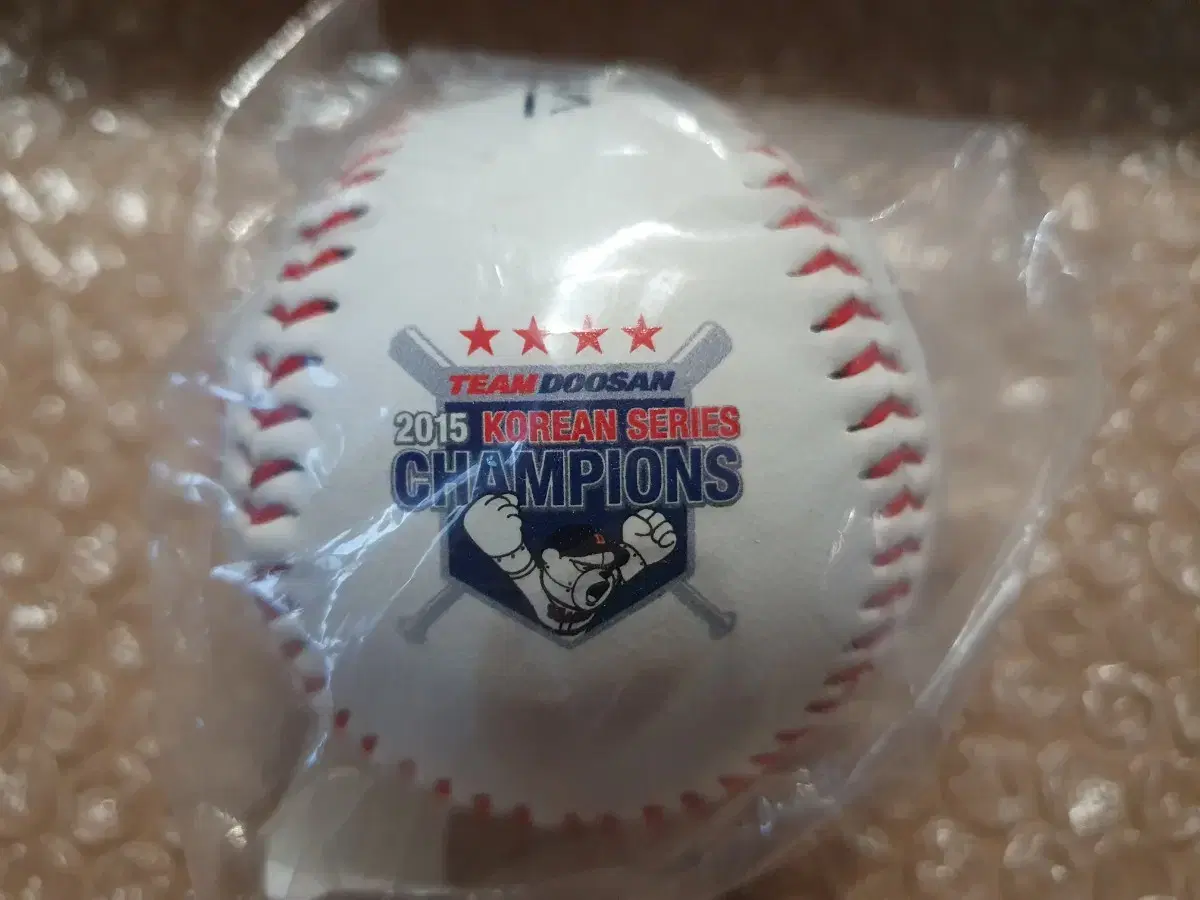 TEAM DOOSAN
2015 KOREAN SERIES
CHAMPIONS
D